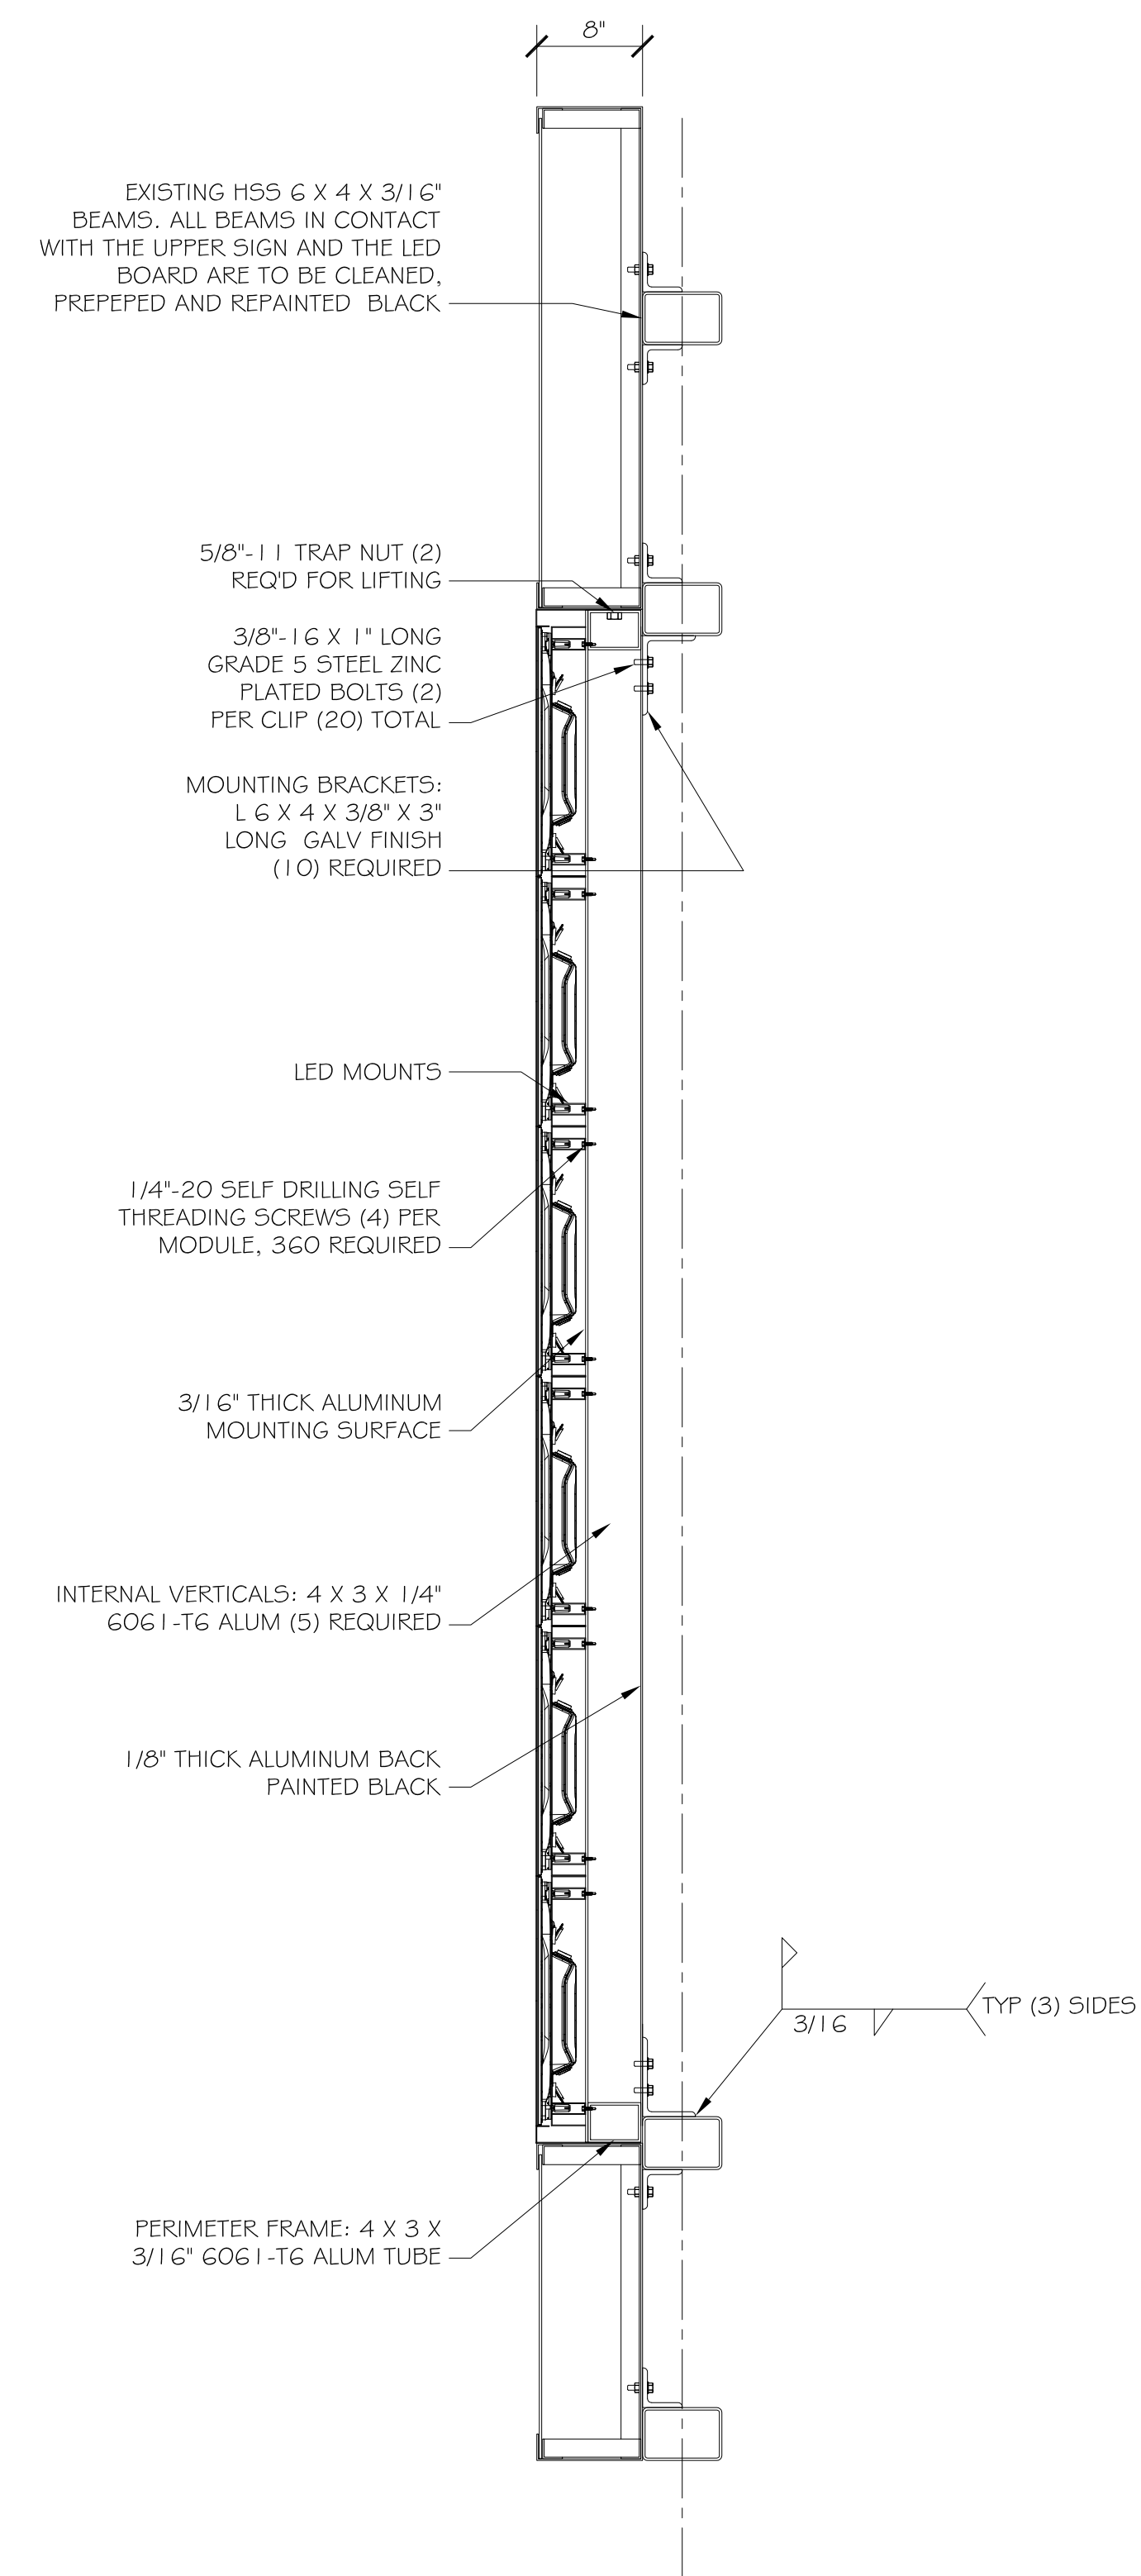 8"
EXISTING HSS 6 X 4 X 3/16"
BEAMS. ALL BEAMS IN CONTACT
WITH THE UPPER SIGN AND THE LED
BOARD ARE TO BE CLEANED,
PREPEPED AND REPAINTED BLACK
5/8"-11 TRAP NUT (2)
REQ'D FOR LIFTING
3/8"-16 X 1" LONG
GRADE 5 STEEL ZINC
PLATED BOLTS (2)
PER CLIP (20) TOTAL
MOUNTING BRACKETS:
L 6 X 4 X 3/8" X 3"
LONG GALV FINISH
(10) REQUIRED
LED MOUNTS
1/4"-20 SELF DRILLING SELF
THREADING SCREWS (4) PER
MODULE, 360 REQUIRED
3/16" THICK ALUMINUM
MOUNTING SURFACE
INTERNAL VERTICALS: 4 X 3 X 1/4"
6061-T6 ALUM (5) REQUIRED
1/8" THICK ALUMINUM BACK
PAINTED BLACK
TYP (3) SIDES
3/16
PERIMETER FRAME: 4 X 3 X
3/16" 6061-T6 ALUM TUBE